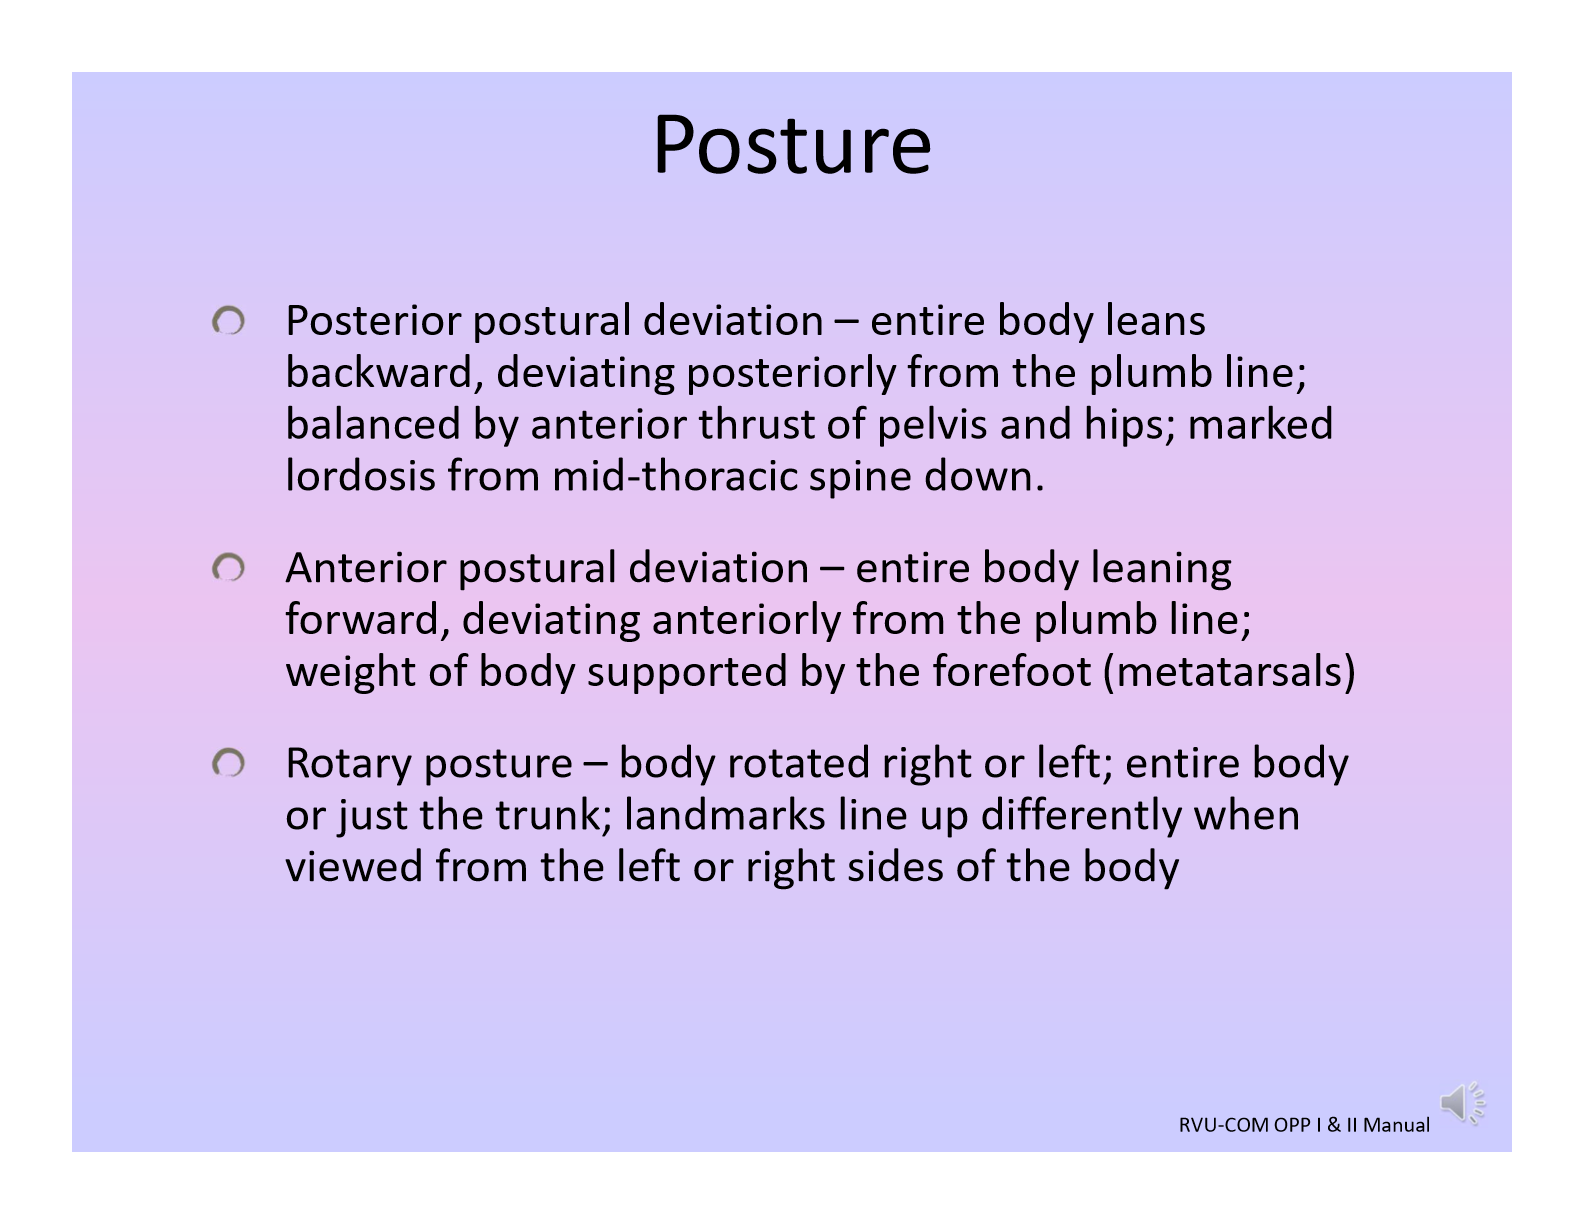 Posture
Posterior postural deviation – entire body leans
backward, deviating posteriorly from the plumb line;
balanced by anterior thrust of pelvis and hips; marked
lordosis from mid-thoracic spine down.
Anterior postural deviation – entire body leaning
forward, deviating anteriorly from the plumb line;
weight of body supported by the forefoot (metatarsals)
Rotary posture – body rotated right or left; entire body
or just the trunk; landmarks line up differently when
viewed from the left or right sides of the body
RVU-COM OPP I & II Manual